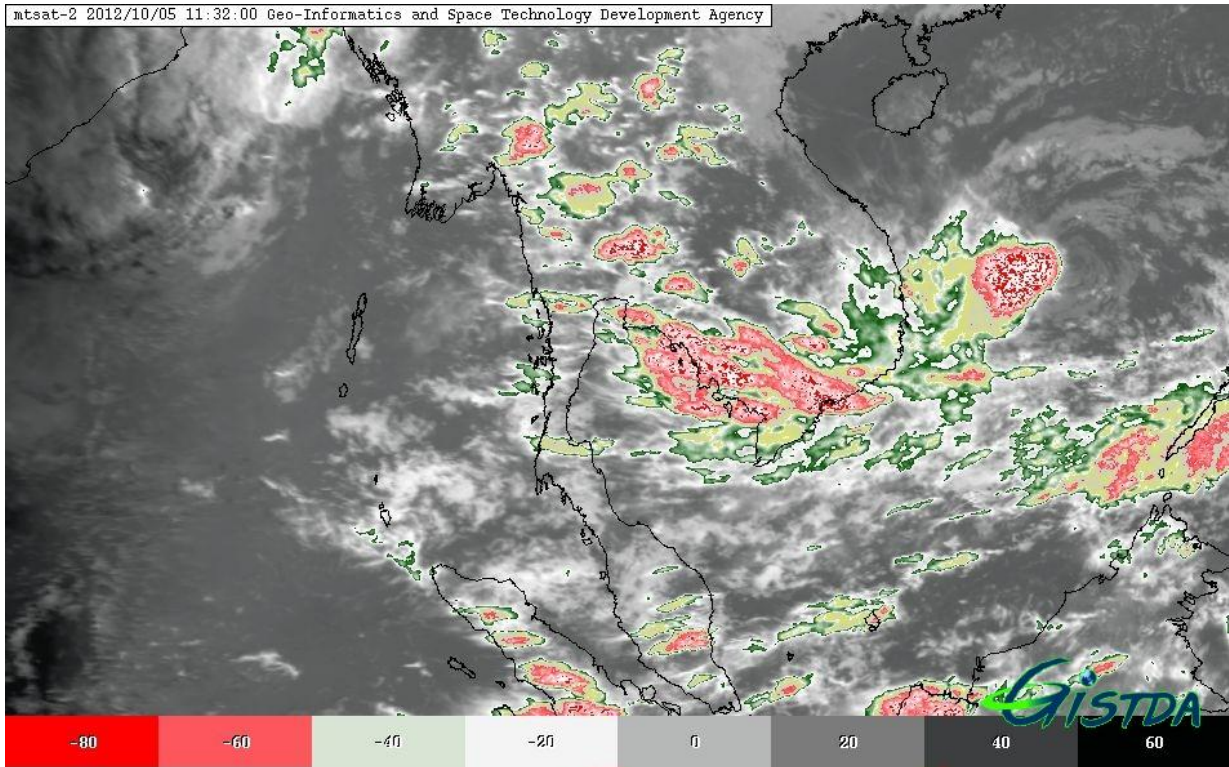 mtsat-2 2012/10/05 11:32:00 Geo-Informatics and Space Technology Development Agency
GISTDA
-80 -60 -40 -20 0 20 40 60